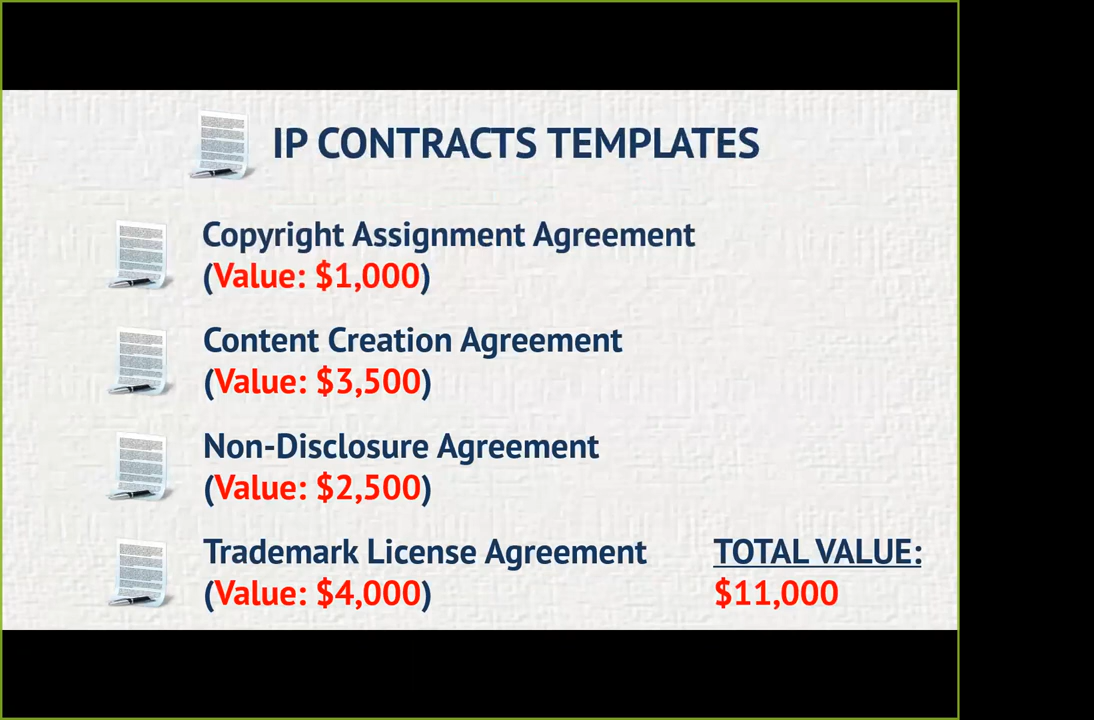 IP CONTRACTS TEMPLATES
Copyright Assignment Agreement
(Value: $1,000)
Content Creation Agreement
(Value: $3,500)
Non-Disclosure Agreement
(Value: $2,500)
Trademark License Agreement
(Value: $4,000)
TOTAL VALUE:
$11,000